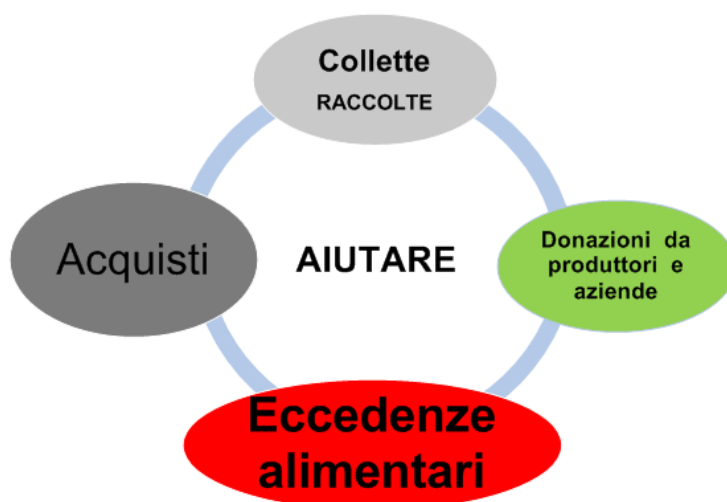 Collette
RACCOLTE
Acquisti
AIUTARE
Donazioni da
produttori e
aziende
Eccedenze
alimentari